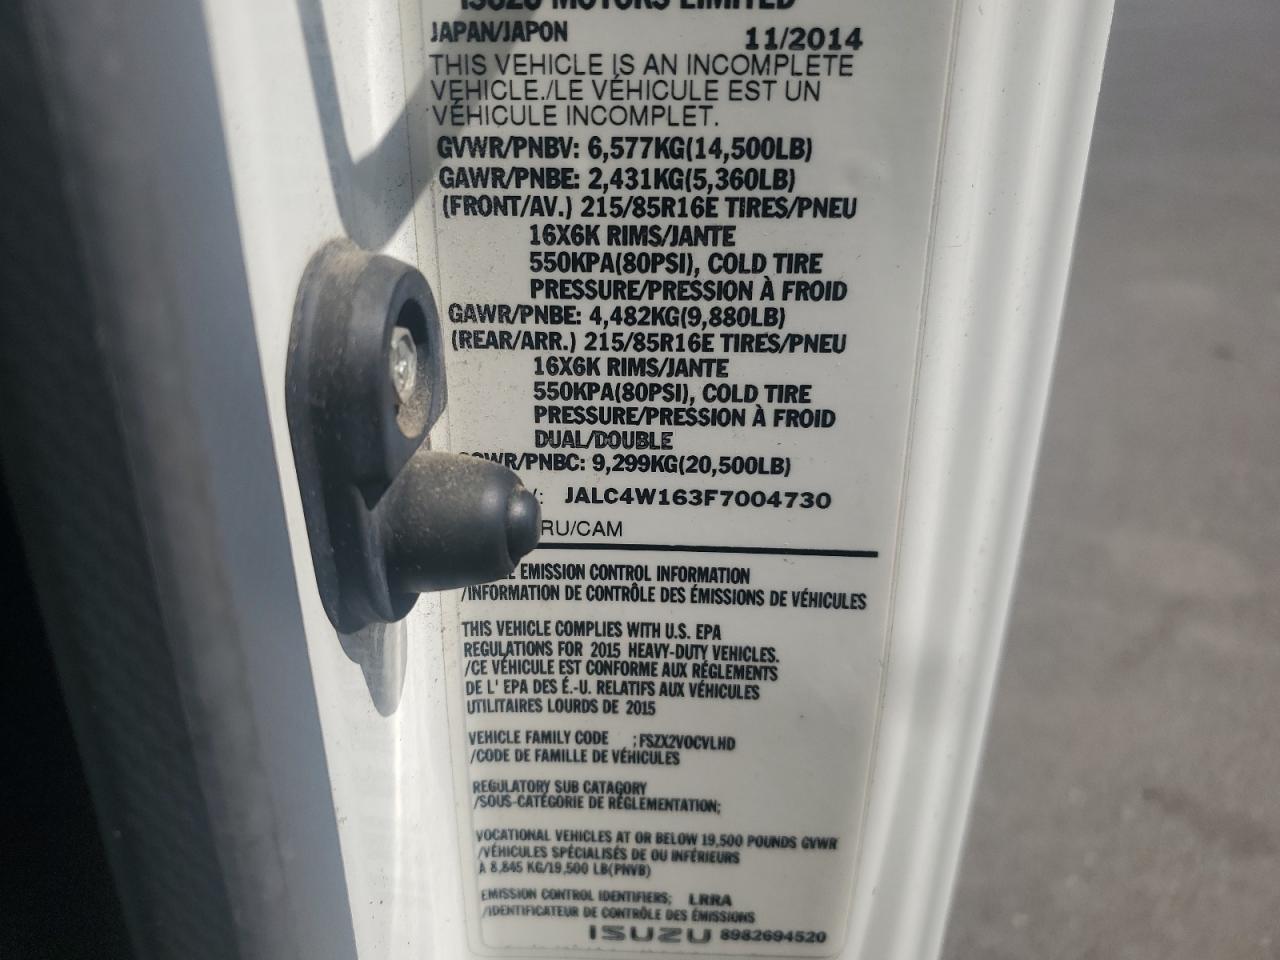 ISUZU MOTORS LIMITED
JAPAN/JAPON 11/2014
THIS VEHICLE IS AN INCOMPLETE
VEHICLE./LE VÉHICULE EST UN
VÉHICULE INCOMPLET.
GVWR/PNBV: 6,577KG(14,500LB)
GAWR/PNBE: 2,431KG(5,360LB)
(FRONT/AV.) 215/85R16E TIRES/PNEU
16X6K RIMS/JANTE
550KPA(80PSI), COLD TIRE
PRESSURE/PRESSION À FROID
GAWR/PNBE: 4,482KG(9,880LB)
(REAR/ARR.) 215/85R16E TIRES/PNEU
16X6K RIMS/JANTE
550KPA(80PSI), COLD TIRE
PRESSURE/PRESSION À FROID
DUAL/DOUBLE
GCWR/PNBC: 9,299KG(20,500LB)
: JALC4W163F7004730
RU/CAM
EMISSION CONTROL INFORMATION
/INFORMATION DE CONTRÔLE DES ÉMISSIONS DE VÉHICULES
THIS VEHICLE COMPLIES WITH U.S. EPA
REGULATIONS FOR 2015 HEAVY-DUTY VEHICLES.
/CE VÉHICULE EST CONFORME AUX RÉGLEMENTS
DE L' EPA DES É.-U. RELATIFS AUX VÉHICULES
UTILITAIRES LOURDS DE 2015
VEHICLE FAMILY CODE ;FSZX2VOCVLHD
/CODE DE FAMILLE DE VÉHICULES
REGULATORY SUB CATAGORY
/SOUS-CATÉGORIE DE RÉGLEMENTATION;
VOCATIONAL VEHICLES AT OR BELOW 19,500 POUNDS GVWR
/VÉHICULES SPÉCIALISÉS DE OU INFÉRIEURS
À 8,845 KG/19,500 LB(PNVB)
EMISSION CONTROL IDENTIFIERS; LRRA
/IDENTIFICATEUR DE CONTRÔLE DES ÉMISSIONS
ISUZU 8982694520